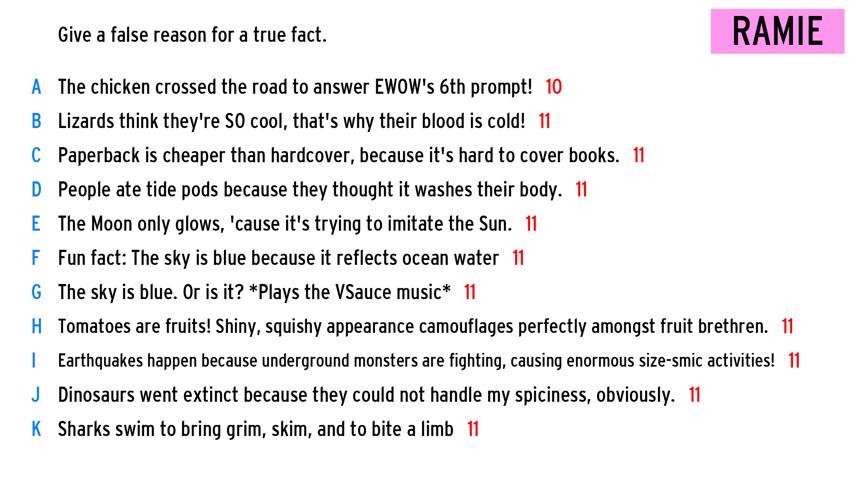 Give a false reason for a true fact.
RAMIE
A The chicken crossed the road to answer EWOW's 6th prompt! 10
B Lizards think they're SO cool, that's why their blood is cold! 11
C Paperback is cheaper than hardcover, because it's hard to cover books. 11
D People ate tide pods because they thought it washes their body. 11
E The Moon only glows, 'cause it's trying to imitate the Sun. 11
F Fun fact: The sky is blue because it reflects ocean water 11
G The sky is blue. Or is it? *Plays the VSauce music* 11
H Tomatoes are fruits! Shiny, squishy appearance camouflages perfectly amongst fruit brethren. 11
I Earthquakes happen because underground monsters are fighting, causing enormous size-smic activities! 11
J Dinosaurs went extinct because they could not handle my spiciness, obviously. 11
K Sharks swim to bring grim, skim, and to bite a limb 11